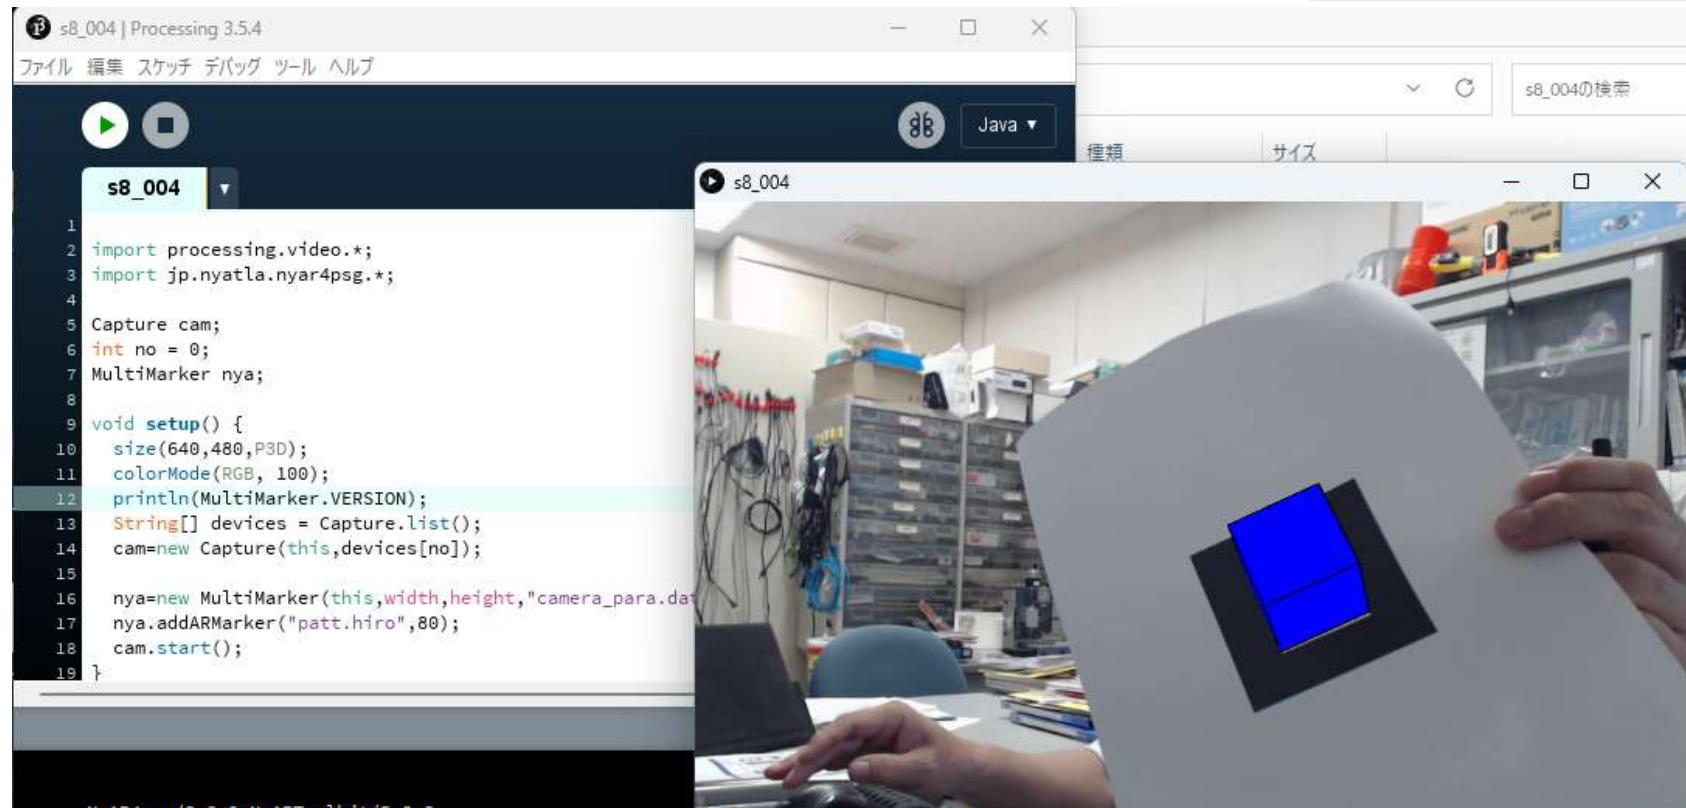 s8_004 | Processing 3.5.4
ファイル 編集 スケッチ デバッグ ツール ヘルプ
Java ▼
s8_004の検索
種類 サイズ
s8_004 ▼
s8_004
1
2 import processing.video.*;
3 import jp.nyatla.nyar4psg.*;
4
5 Capture cam;
6 int no = 0;
7 MultiMarker nya;
8
9 void setup() {
10 size(640,480,P3D);
11 colorMode(RGB, 100);
12 println(MultiMarker.VERSION);
13 String[] devices = Capture.list();
14 cam=new Capture(this,devices[no]);
15
16 nya=new MultiMarker(this,width,height,"camera_para.dat
17 nya.addARMarker("patt.hiro",80);
18 cam.start();
19 }